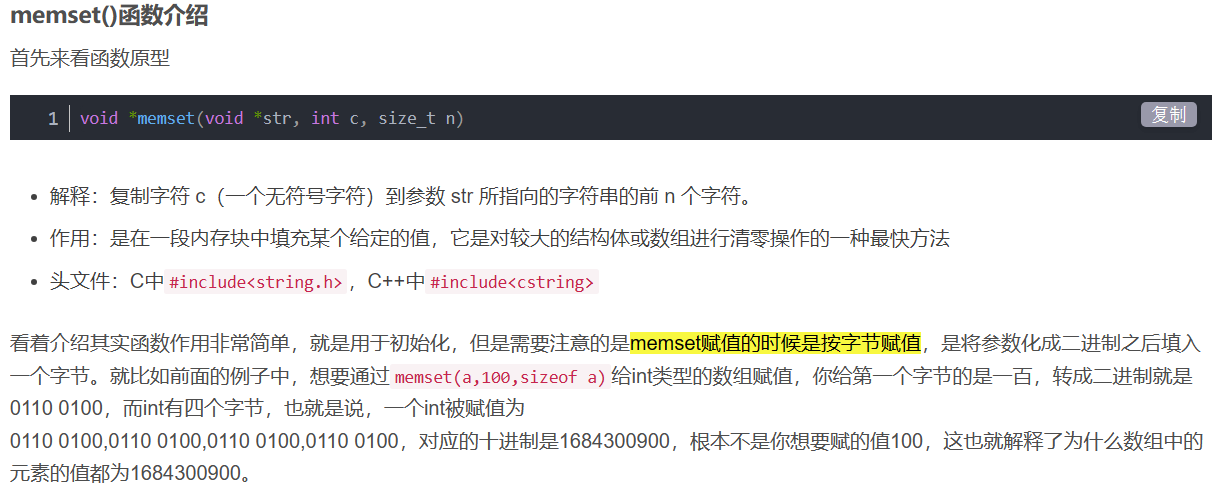 memset()函数介绍
首先来看函数原型
1 void *memset(void *str, int c, size_t n)
复制
• 解释：复制字符 c（一个无符号字符）到参数 str 所指向的字符串的前 n 个字符。
• 作用：是在一段内存块中填充某个给定的值，它是对较大的结构体或数组进行清零操作的一种最快方法
• 头文件：C中#include<string.h>，C++中#include<cstring>
看着介绍其实函数作用非常简单，就是用于初始化，但是需要注意的是memset赋值的时候是按字节赋值，是将参数化成二进制之后填入
一个字节。就比如前面的例子中，想要通过memset(a,100,sizeof a)给int类型的数组赋值，你给第一个字节的是一百，转成二进制就是
0110 0100，而int有四个字节，也就是说，一个int被赋值为
0110 0100,0110 0100,0110 0100,0110 0100，对应的十进制是1684300900，根本不是你想要赋的值100，这也就解释了为什么数组中的
元素的值都为1684300900。